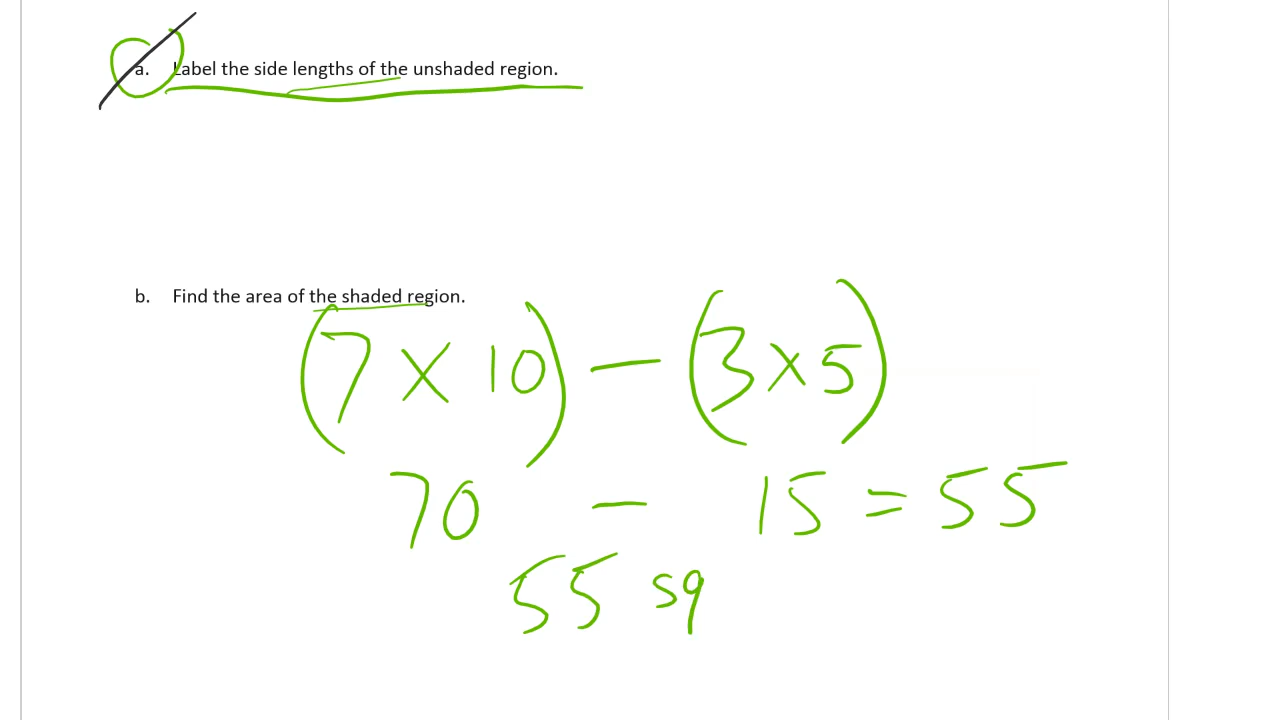 a. Label the side lengths of the unshaded region.
b. Find the area of the shaded region.
(7 × 10) - (3 × 5)
70 - 15 = 55
55 sq